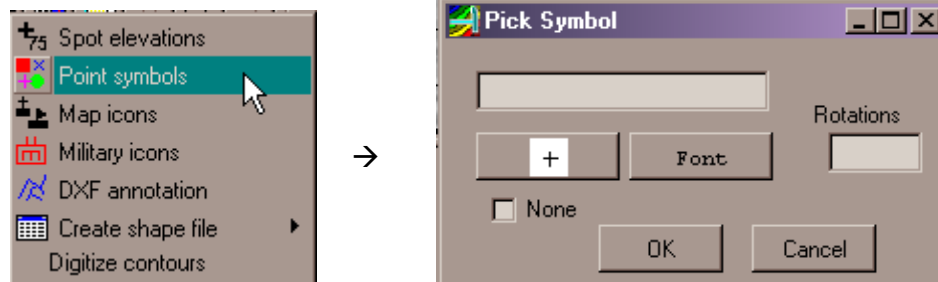 +75 Spot elevations
Point symbols
Map icons
Military icons
DXF annotation
Create shape file
Digitize contours
→
Pick Symbol
Rotations
+ Font
None
OK Cancel